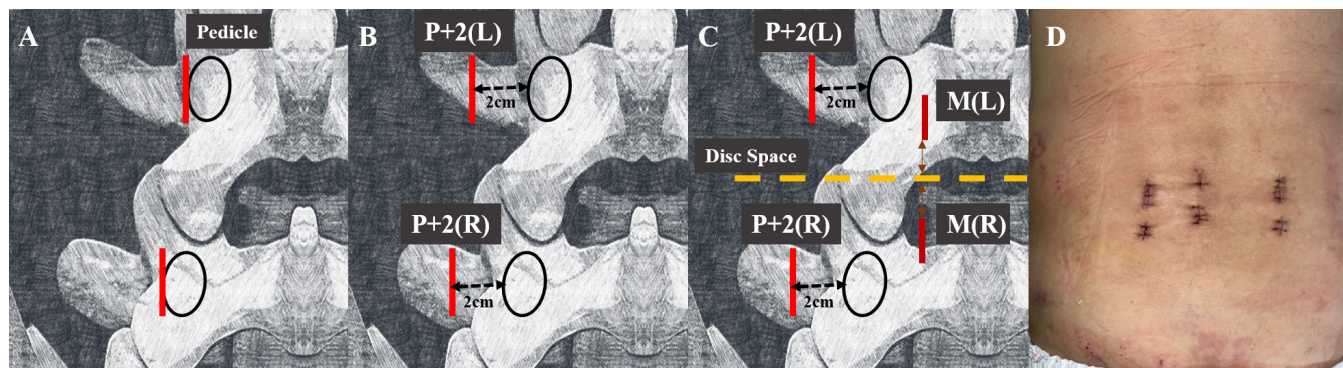 A
Pedicle
B
P+2(L)
2cm
P+2(R)
2cm
C
P+2(L)
2cm
M(L)
Disc Space
P+2(R)
2cm
M(R)
D